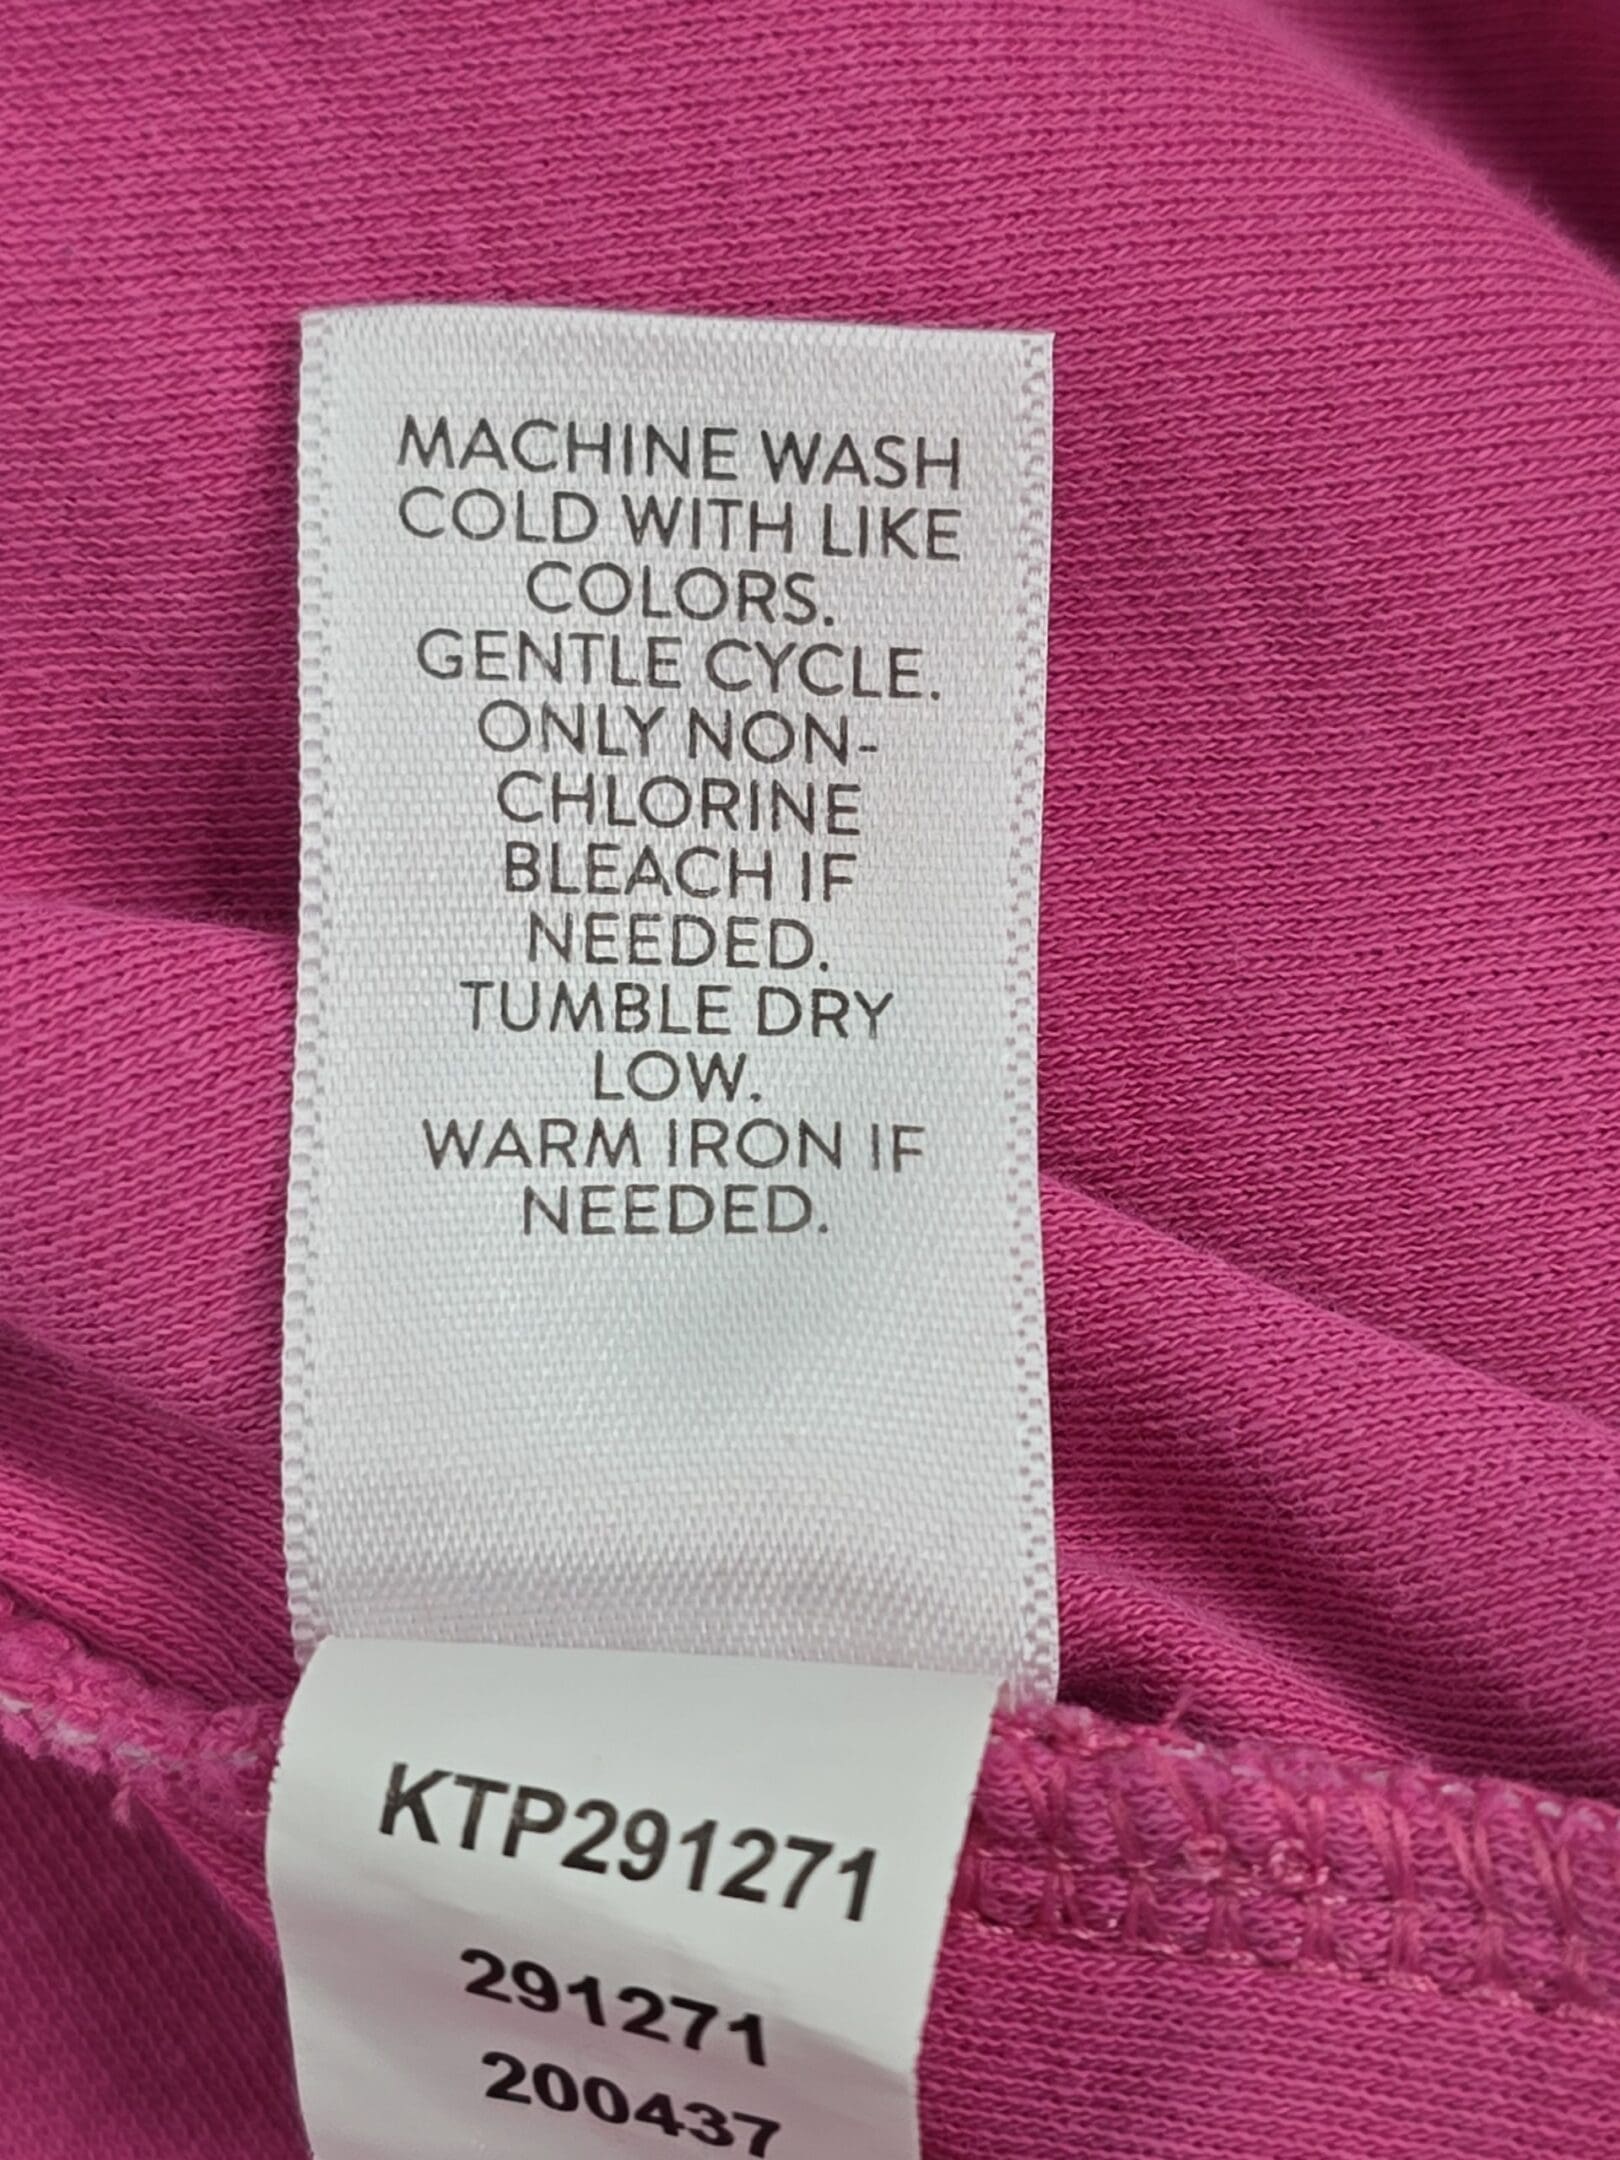 MACHINE WASH
COLD WITH LIKE
COLORS.
GENTLE CYCLE.
ONLY NON-
CHLORINE
BLEACH IF
NEEDED.
TUMBLE DRY
LOW.
WARM IRON IF
NEEDED.
KTP291271
291271
200437